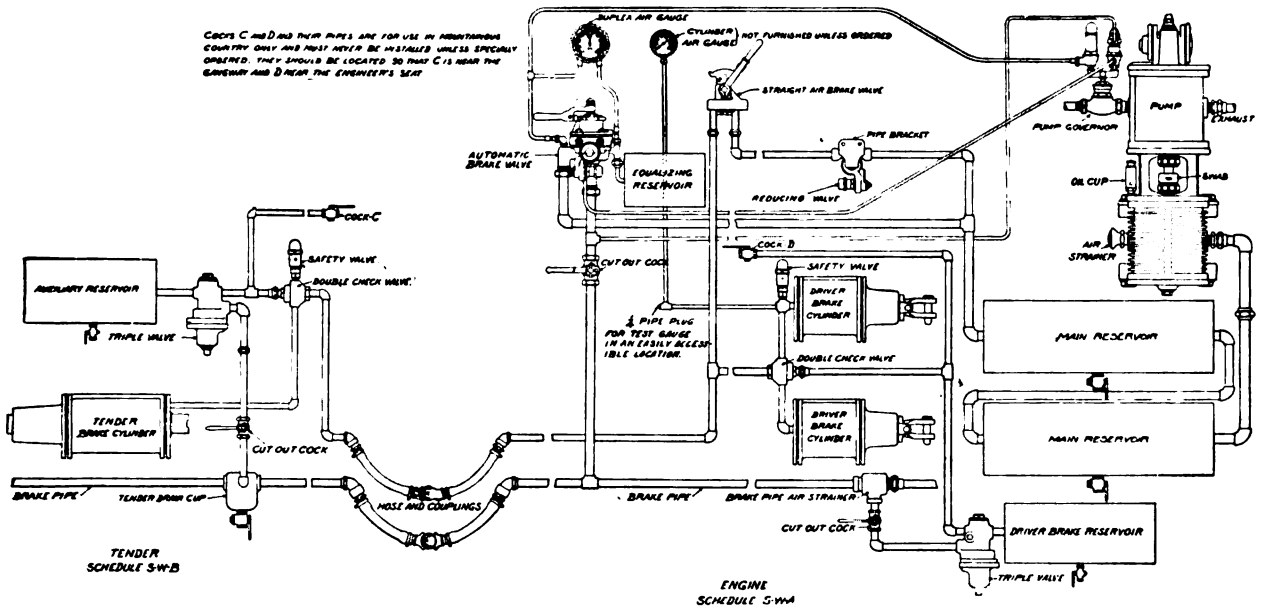 COCKS C AND D AND THEIR PIPES ARE FOR USE IN MOUNTAINOUS
COUNTRY ONLY AND MUST NEVER BE INSTALLED UNLESS SPECIALLY
ORDERED. THEY SHOULD BE LOCATED SO THAT C IS NEAR THE
GANGWAY AND D NEAR THE ENGINEER'S SEAT
DUPLEX AIR GAUGE
CYLINDER
AIR GAUGE
NOT FURNISHED UNLESS ORDERED
STRAIGHT AIR BRAKE VALVE
PUMP
EXHAUST
PUMP GOVERNOR
PIPE BRACKET
AUTOMATIC
BRAKE VALVE
EQUALIZING
RESERVOIR
REDUCING VALVE
OIL CUP
SWAB
COCK-C
COCK D
AIR
STRAINER
SAFETY VALVE
CUT OUT COCK
SAFETY VALVE
AUXILIARY RESERVOIR
DOUBLE CHECK VALVE
DRIVER
BRAKE
CYLINDER
TRIPLE VALVE
PIPE PLUG
FOR TEST GAUGE
IN AN EASILY ACCESS-
IBLE LOCATION.
MAIN RESERVOIR
DOUBLE CHECK VALVE
TENDER
BRAKE CYLINDER
DRIVER
BRAKE
CYLINDER
MAIN RESERVOIR
CUT OUT COCK
BRAKE PIPE
TENDER DRAIN CUP
HOSE AND COUPLINGS
BRAKE PIPE
BRAKE PIPE AIR STRAINER
CUT OUT COCK
DRIVER BRAKE RESERVOIR
TRIPLE VALVE
TENDER
SCHEDULE S-W-B
ENGINE
SCHEDULE S-W-A